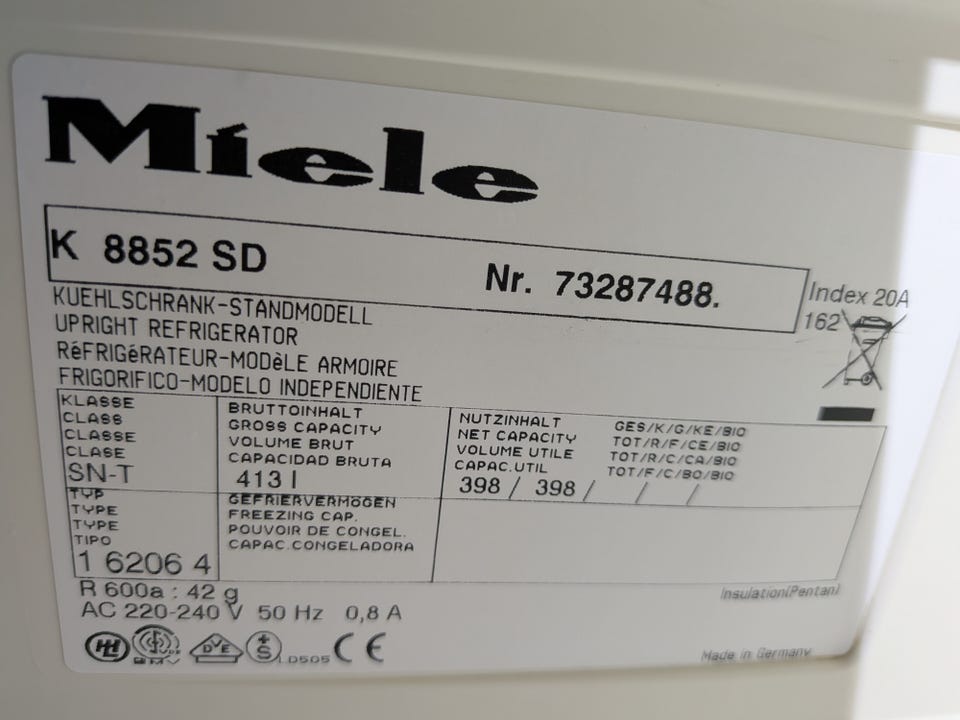 Miele
K 8852 SD Nr. 73287488.
Index 20A
162
KUEHLSCHRANK-STANDMODELL
UPRIGHT REFRIGERATOR
RéFRIGéRATEUR-MODèLE ARMOIRE
FRIGORIFICO-MODELO INDEPENDIENTE
KLASSE
CLASS
CLASSE
CLASE
SN-T
BRUTTOINHALT
GROSS CAPACITY
VOLUME BRUT
CAPACIDAD BRUTA
413 l
NUTZINHALT GES/K/G/KE/BIO
NET CAPACITY TOT/R/F/CE/BIO
VOLUME UTILE TOT/R/C/CA/BIO
CAPAC.UTIL TOT/F/C/BO/BIO
398 / 398 / / /
TYP
TYPE
TYPE
TIPO
1 6206 4
GEFRIERVERMöGEN
FREEZING CAP.
POUVOIR DE CONGEL.
CAPAC.CONGELADORA
R 600a : 42 g
Insulation(Pentan)
AC 220-240 V 50 Hz 0,8 A
EMV DVE S LD505 CE
Made in Germany